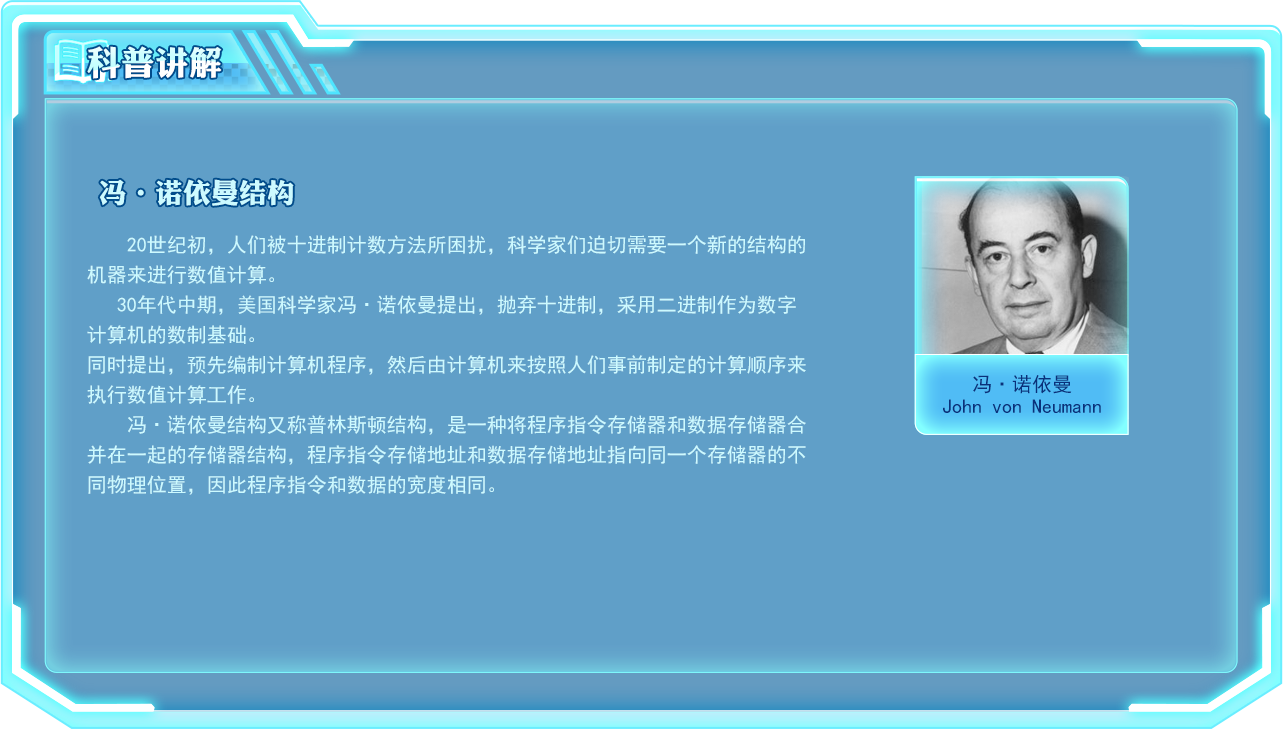 科普讲解
冯·诺依曼结构
20世纪初，人们被十进制计数方法所困扰，科学家们迫切需要一个新的结构的
机器来进行数值计算。
30年代中期，美国科学家冯·诺依曼提出，抛弃十进制，采用二进制作为数字
计算机的数制基础。
同时提出，预先编制计算机程序，然后由计算机来按照人们事前制定的计算顺序来
执行数值计算工作。
冯·诺依曼结构又称普林斯顿结构，是一种将程序指令存储器和数据存储器合
并在一起的存储器结构，程序指令存储地址和数据存储地址指向同一个存储器的不
同物理位置，因此程序指令和数据的宽度相同。
冯·诺依曼
John von Neumann